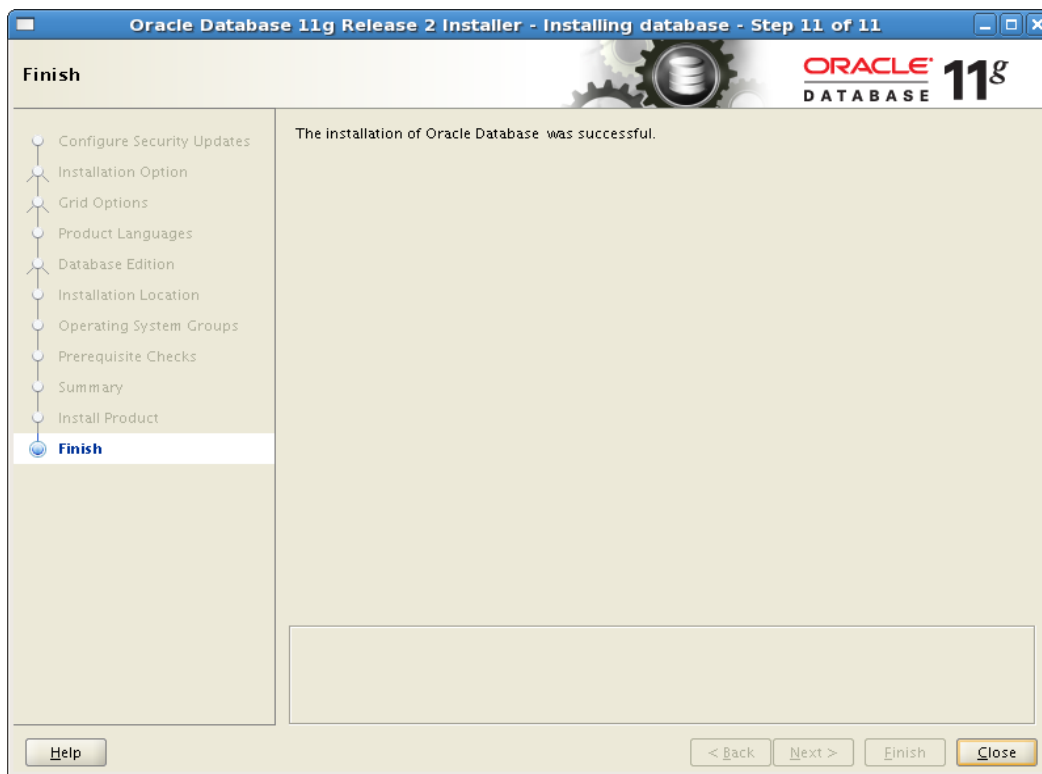 Oracle Database 11g Release 2 Installer - Installing database - Step 11 of 11
Finish
ORACLE
DATABASE
11g
Configure Security Updates
Installation Option
Grid Options
Product Languages
Database Edition
Installation Location
Operating System Groups
Prerequisite Checks
Summary
Install Product
Finish
The installation of Oracle Database was successful.
Help
< Back
Next >
Finish
Close